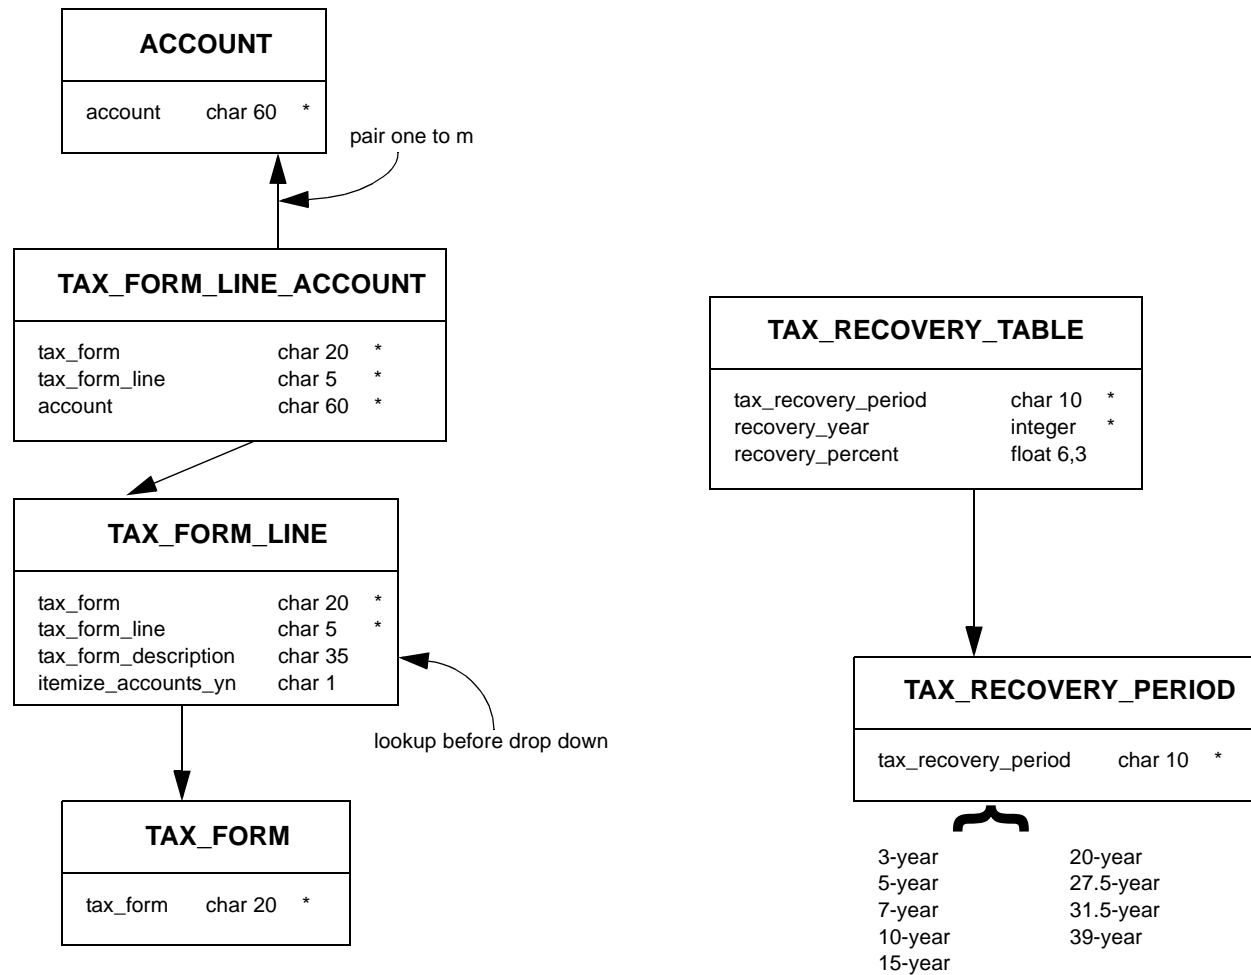 ACCOUNT
account char 60 *
pair one to m
TAX_FORM_LINE_ACCOUNT
tax_form char 20 *
tax_form_line char 5 *
account char 60 *
TAX_FORM_LINE
tax_form char 20 *
tax_form_line char 5 *
tax_form_description char 35
itemize_accounts_yn char 1
lookup before drop down
TAX_FORM
tax_form char 20 *
TAX_RECOVERY_TABLE
tax_recovery_period char 10 *
recovery_year integer *
recovery_percent float 6,3
TAX_RECOVERY_PERIOD
tax_recovery_period char 10 *
3-year
5-year
7-year
10-year
15-year
20-year
27.5-year
31.5-year
39-year